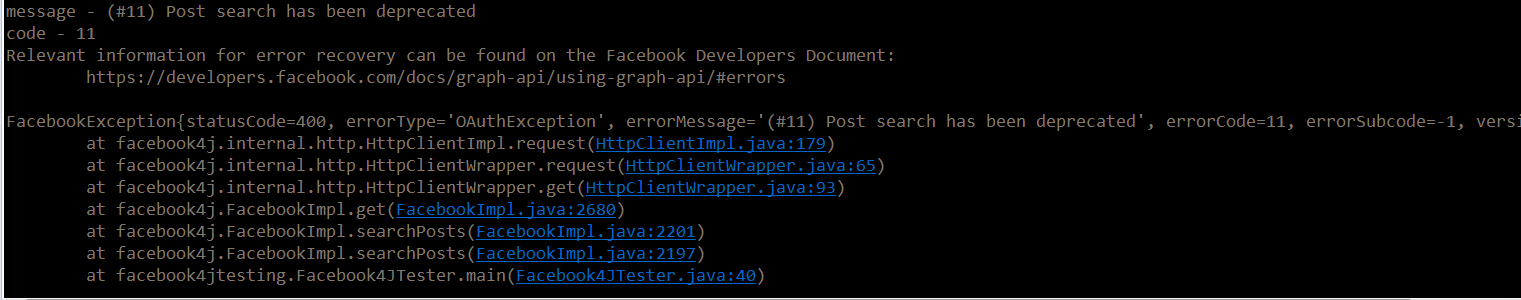 message - (#11) Post search has been deprecated
code - 11
Relevant information for error recovery can be found on the Facebook Developers Document:
https://developers.facebook.com/docs/graph-api/using-graph-api/#errors
FacebookException{statusCode=400, errorType='OAuthException', errorMessage='(#11) Post search has been deprecated', errorCode=11, errorSubcode=-1, versi
at facebook4j.internal.http.HttpClientImpl.request(HttpClientImpl.java:179)
at facebook4j.internal.http.HttpClientWrapper.request(HttpClientWrapper.java:65)
at facebook4j.internal.http.HttpClientWrapper.get(HttpClientWrapper.java:93)
at facebook4j.FacebookImpl.get(FacebookImpl.java:2680)
at facebook4j.FacebookImpl.searchPosts(FacebookImpl.java:2201)
at facebook4j.FacebookImpl.searchPosts(FacebookImpl.java:2197)
at facebook4jtesting.Facebook4JTester.main(Facebook4JTester.java:40)